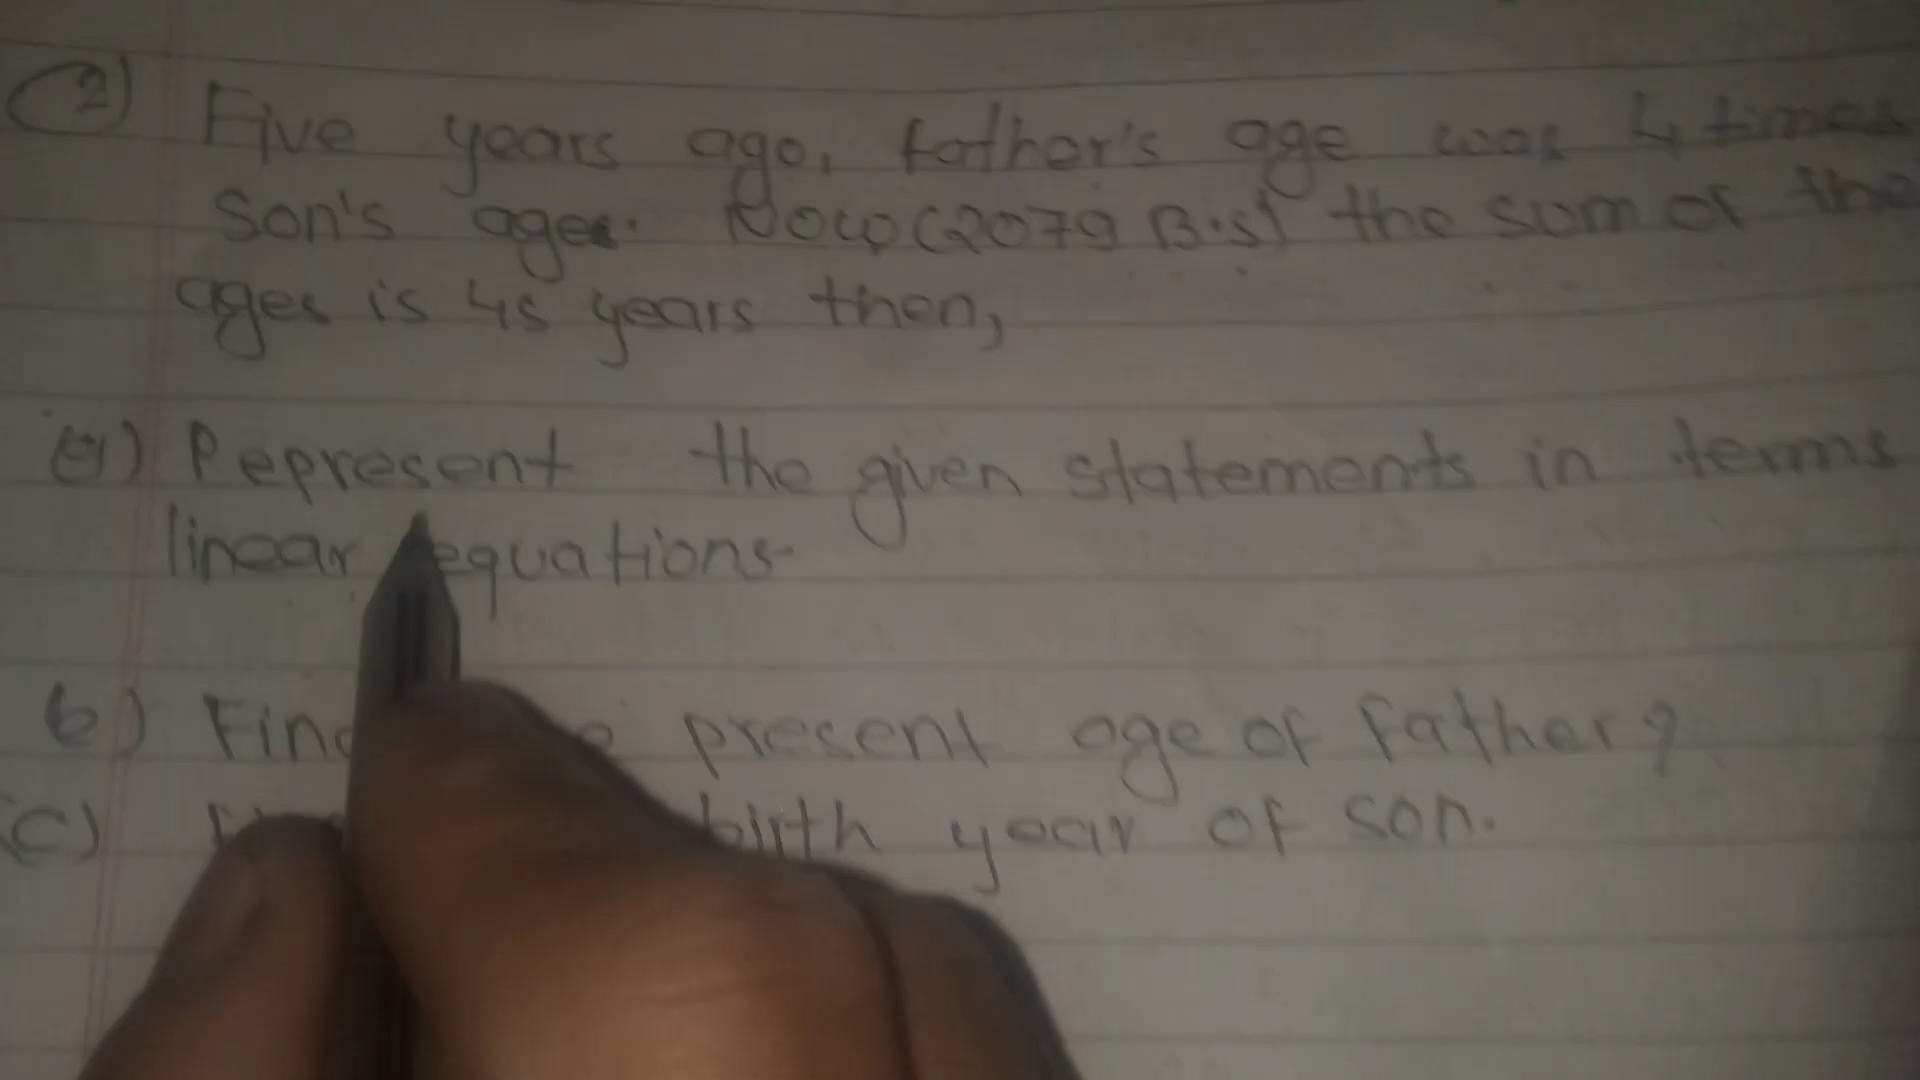 2) Five years ago, father's age was 4 times
Son's age. Now (2079 B.S) the sum of the
ages is 45 years then,
a) Represent the given statements in terms
linear equations.
b) present age of father?
c) birth year of son.